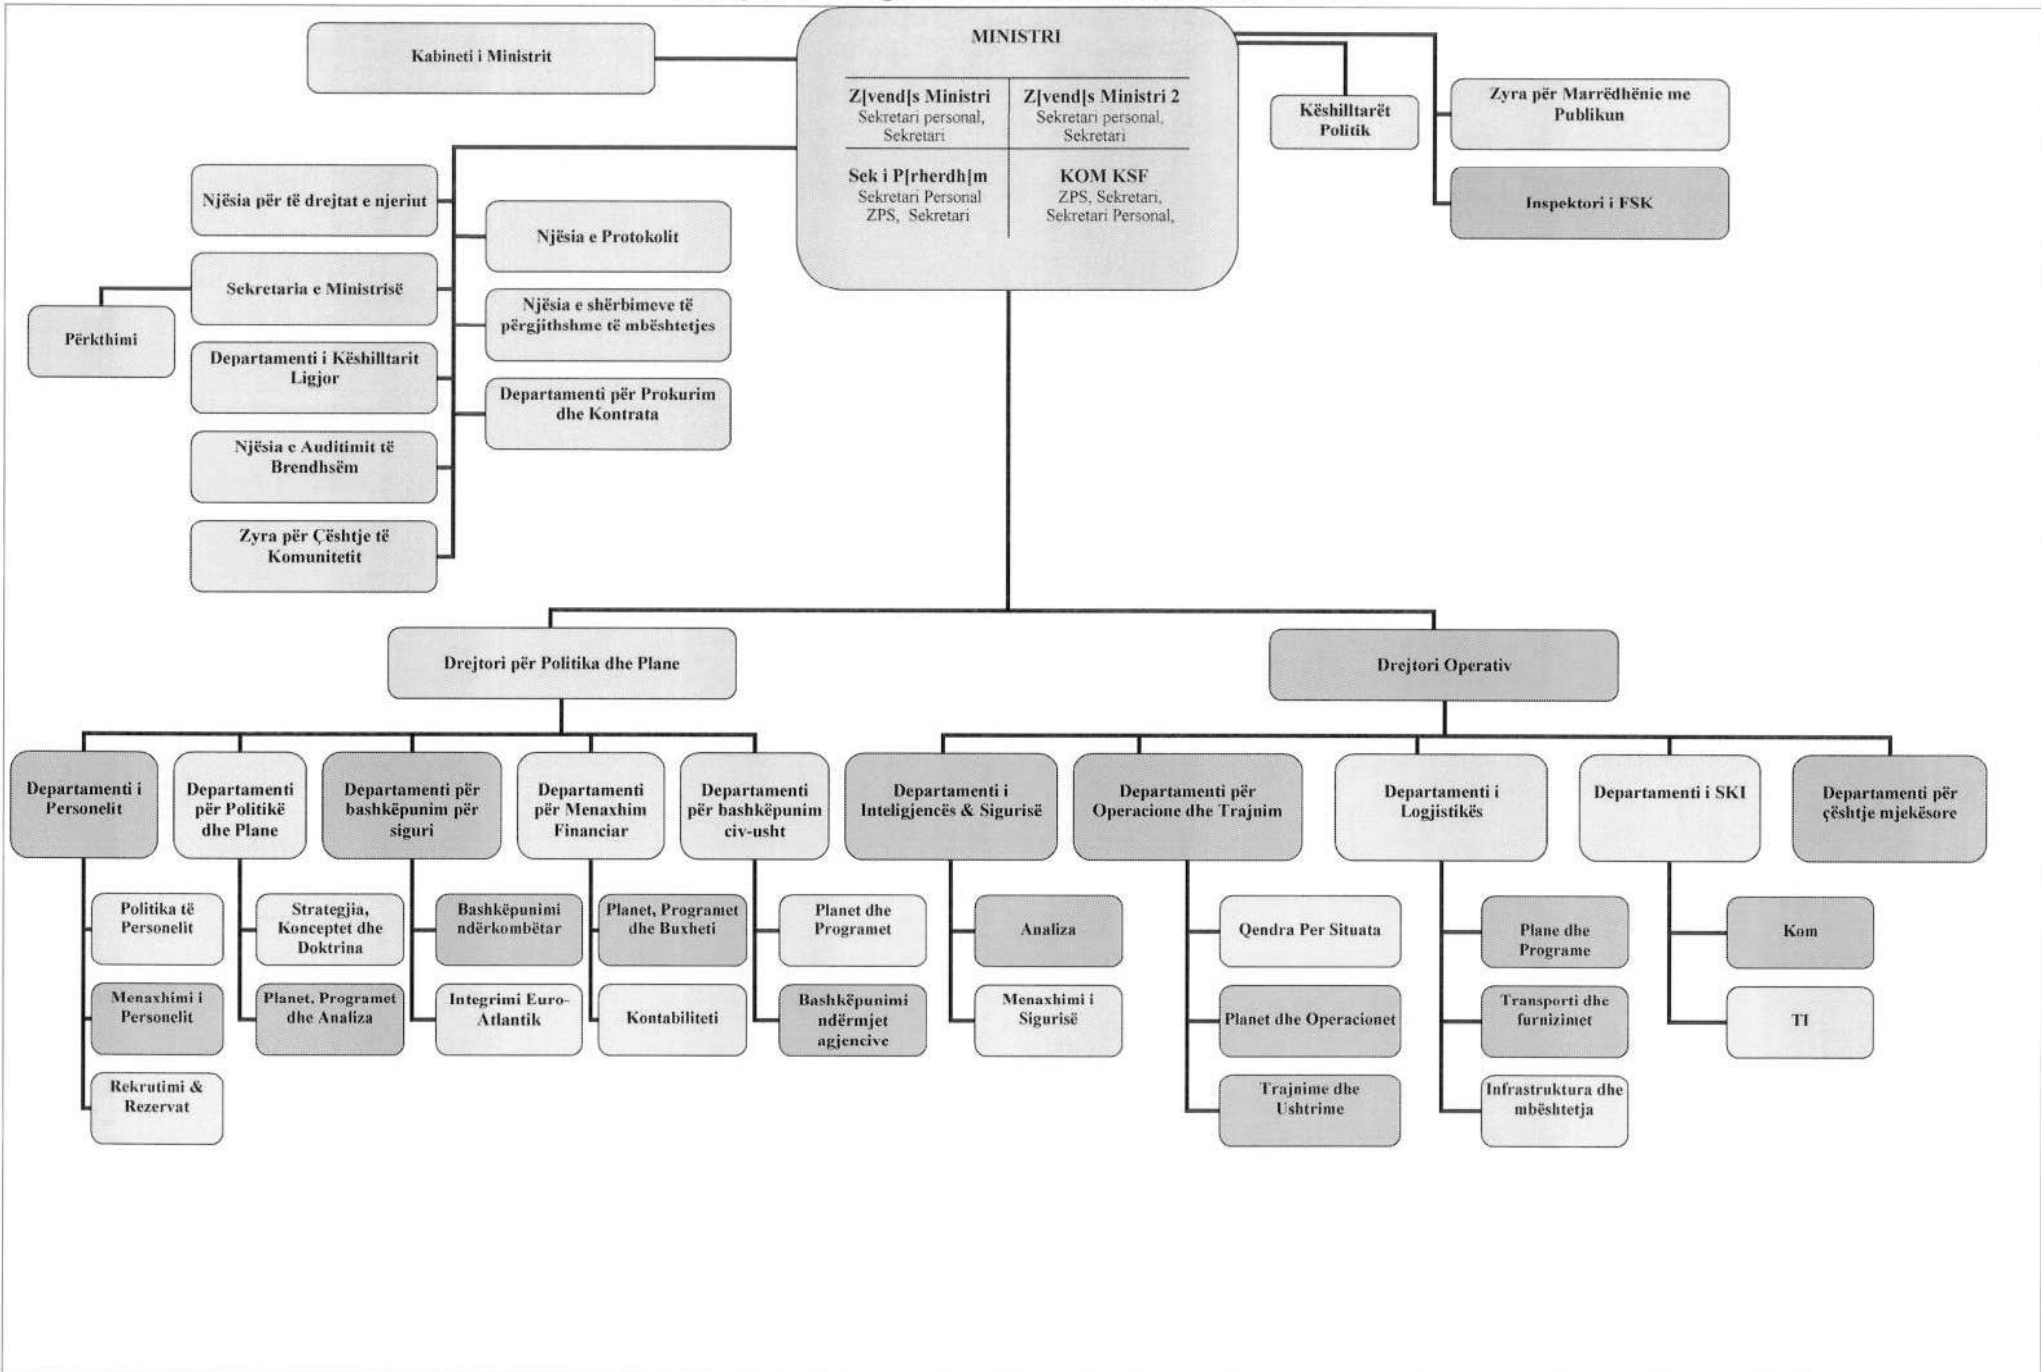 MINISTRI
Kabineti i Ministrit
Z|vend|s Ministri
Sekretari personal,
Sekretari
Z|vend|s Ministri 2
Sekretari personal,
Sekretari
Sek i P|rherdh|m
Sekretari Personal
ZPS, Sekretari
KOM KSF
ZPS, Sekretari,
Sekretari Personal,
Këshilltarët
Politik
Zyra për Marrëdhënie me
Publikun
Inspektori i FSK
Njësia për të drejtat e njeriut
Njësia e Protokolit
Sekretaria e Ministrisë
Përkthimi
Njësia e shërbimeve të
përgjithshme të mbështetjes
Departamenti i Këshilltarit
Ligjor
Departamenti për Prokurim
dhe Kontrata
Njësia e Auditimit të
Brendhsëm
Zyra për Çështje të
Komunitetit
Drejtori për Politika dhe Plane
Drejtori Operativ
Departamenti i
Personelit
Departamenti
për Politikë
dhe Plane
Departamenti për
bashkëpunim për
siguri
Departamenti
për Menaxhim
Financiar
Departamenti
për bashkëpunim
civ-usht
Departamenti i
Inteligjencës & Sigurisë
Departamenti për
Operacione dhe Trajnim
Departamenti i
Logjistikës
Departamenti i SKI
Departamenti për
çështje mjekësore
Politika të
Personelit
Strategjia,
Konceptet dhe
Doktrina
Bashkëpunimi
ndërkombëtar
Planet, Programet
dhe Buxheti
Planet dhe
Programet
Analiza
Qendra Per Situata
Plane dhe
Programe
Kom
Menaxhimi i
Personelit
Planet, Programet
dhe Analiza
Integrimi Euro-
Atlantik
Kontabiliteti
Bashkëpunimi
ndërmjet
agjencive
Menaxhimi i
Sigurisë
Planet dhe Operacionet
Transporti dhe
furnizimet
TI
Rekrutimi &
Rezervat
Trajnime dhe
Ushtrime
Infrastruktura dhe
mbështetja